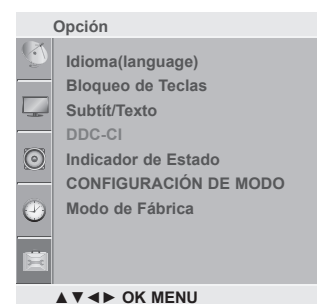 Opción
Idioma(language)
Bloqueo de Teclas
Subtít/Texto
DDC-CI
Indicador de Estado
CONFIGURACIÓN DE MODO
Modo de Fábrica
▲▼◄► OK MENU